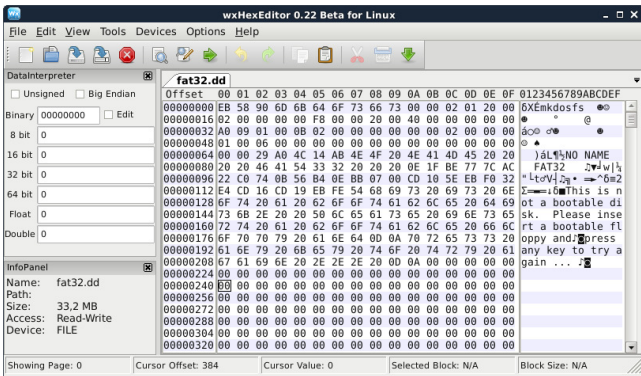 wxHexEditor 0.22 Beta for Linux
File Edit View Tools Devices Options Help
DataInterpreter
Unsigned Big Endian
Binary 00000000 Edit
8 bit 0
16 bit 0
32 bit 0
64 bit 0
Float 0
Double 0
InfoPanel
Name: fat32.dd
Path:
Size: 33,2 MB
Access: Read-Write
Device: FILE
fat32.dd
Offset 00 01 02 03 04 05 06 07 08 09 0A 0B 0C 0D 0E 0F 0123456789ABCDEF
00000000 EB 58 90 6D 6B 64 6F 73 66 73 00 00 02 01 20 00 δXÉmkdosfs ☻☺
00000016 02 00 00 00 00 F8 00 00 20 00 40 00 00 00 00 00 ☻ ° @
00000032 A0 09 01 00 0B 02 00 00 00 00 00 00 02 00 00 00 á○☺ ♂☻ ☻
00000048 01 00 06 00 00 00 00 00 00 00 00 00 00 00 00 00 ☺ ♠
00000064 00 00 29 A0 4C 14 AB 4E 4F 20 4E 41 4D 45 20 20 )áL¶½NO NAME
00000080 20 20 46 41 54 33 32 20 20 20 0E 1F BE 77 7C AC FAT32 ♫▼╛w|¼
00000096 22 C0 74 0B 56 B4 0E BB 07 00 CD 10 5E EB F0 32 "└t♂V┤♫╗• ═►^δ≡2
00000112 E4 CD 16 CD 19 EB FE 54 68 69 73 20 69 73 20 6E Σ═▬═↓δ■This is n
00000128 6F 74 20 61 20 62 6F 6F 74 61 62 6C 65 20 64 69 ot a bootable di
00000144 73 6B 2E 20 20 50 6C 65 61 73 65 20 69 6E 73 65 sk.  Please inse
00000160 72 74 20 61 20 62 6F 6F 74 61 62 6C 65 20 66 6C rt a bootable fl
00000176 6F 70 70 79 20 61 6E 64 0D 0A 70 72 65 73 73 20 oppy and♪◙press
00000192 61 6E 79 20 6B 65 79 20 74 6F 20 74 72 79 20 61 any key to try a
00000208 67 61 69 6E 20 2E 2E 2E 20 0D 0A 00 00 00 00 00 gain ... ♪◙
00000224 00 00 00 00 00 00 00 00 00 00 00 00 00 00 00 00
00000240 00 00 00 00 00 00 00 00 00 00 00 00 00 00 00 00
00000256 00 00 00 00 00 00 00 00 00 00 00 00 00 00 00 00
00000272 00 00 00 00 00 00 00 00 00 00 00 00 00 00 00 00
00000288 00 00 00 00 00 00 00 00 00 00 00 00 00 00 00 00
00000304 00 00 00 00 00 00 00 00 00 00 00 00 00 00 00 00
00000320 00 00 00 00 00 00 00 00 00 00 00 00 00 00 00 00
Showing Page: 0 Cursor Offset: 384 Cursor Value: 0 Selected Block: N/A Block Size: N/A